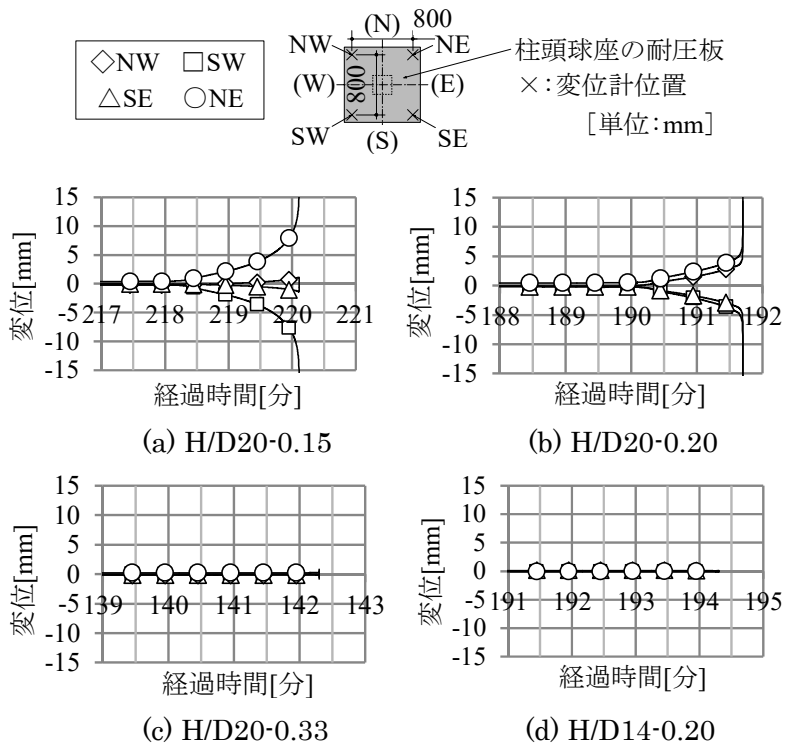 ◇NW □SW
△SE ○NE
(N) 800
NW NE
(W) 800 (E)
SW (S) SE
柱頭球座の耐圧板
×:変位計位置
[単位:mm]
15
10
5
0
-5
-10
-15
変位[mm]
217 218 219 220 221
経過時間[分]
(a) H/D20-0.15
15
10
5
0
-5
-10
-15
変位[mm]
188 189 190 191 192
経過時間[分]
(b) H/D20-0.20
15
10
5
0
-5
-10
-15
変位[mm]
139 140 141 142 143
経過時間[分]
(c) H/D20-0.33
15
10
5
0
-5
-10
-15
変位[mm]
191 192 193 194 195
経過時間[分]
(d) H/D14-0.20